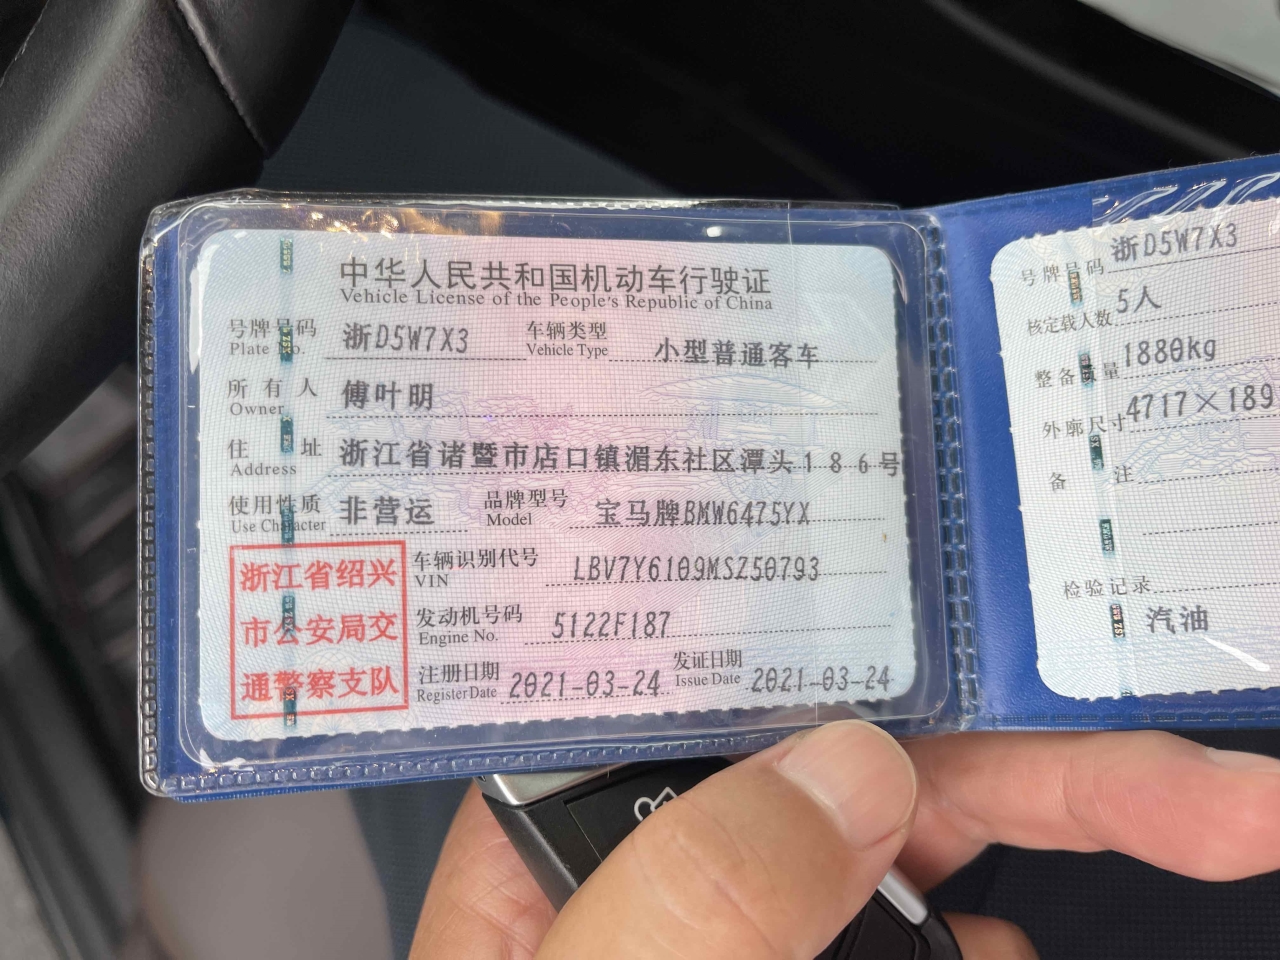 中华人民共和国机动车行驶证
Vehicle License of the People's Republic of China
号牌号码 浙D5W7X3 车辆类型 小型普通客车
Plate No. Vehicle Type
所有人 傅叶明
Owner
住址 浙江省诸暨市店口镇湄东社区潭头186号
Address
使用性质 非营运 品牌型号 宝马牌BMW6475YX
Use Character Model
浙江省绍兴
市公安局交
通警察支队
车辆识别代号 LBV7Y6109MSZ50793
VIN
发动机号码 5122F187
Engine No.
注册日期 2021-03-24 发证日期 2021-03-24
Register Date Issue Date
号牌号码 浙D5W7X3
核定载人数 5人
整备质量 1880kg
外廓尺寸 4717×189
备注
检验记录
汽油